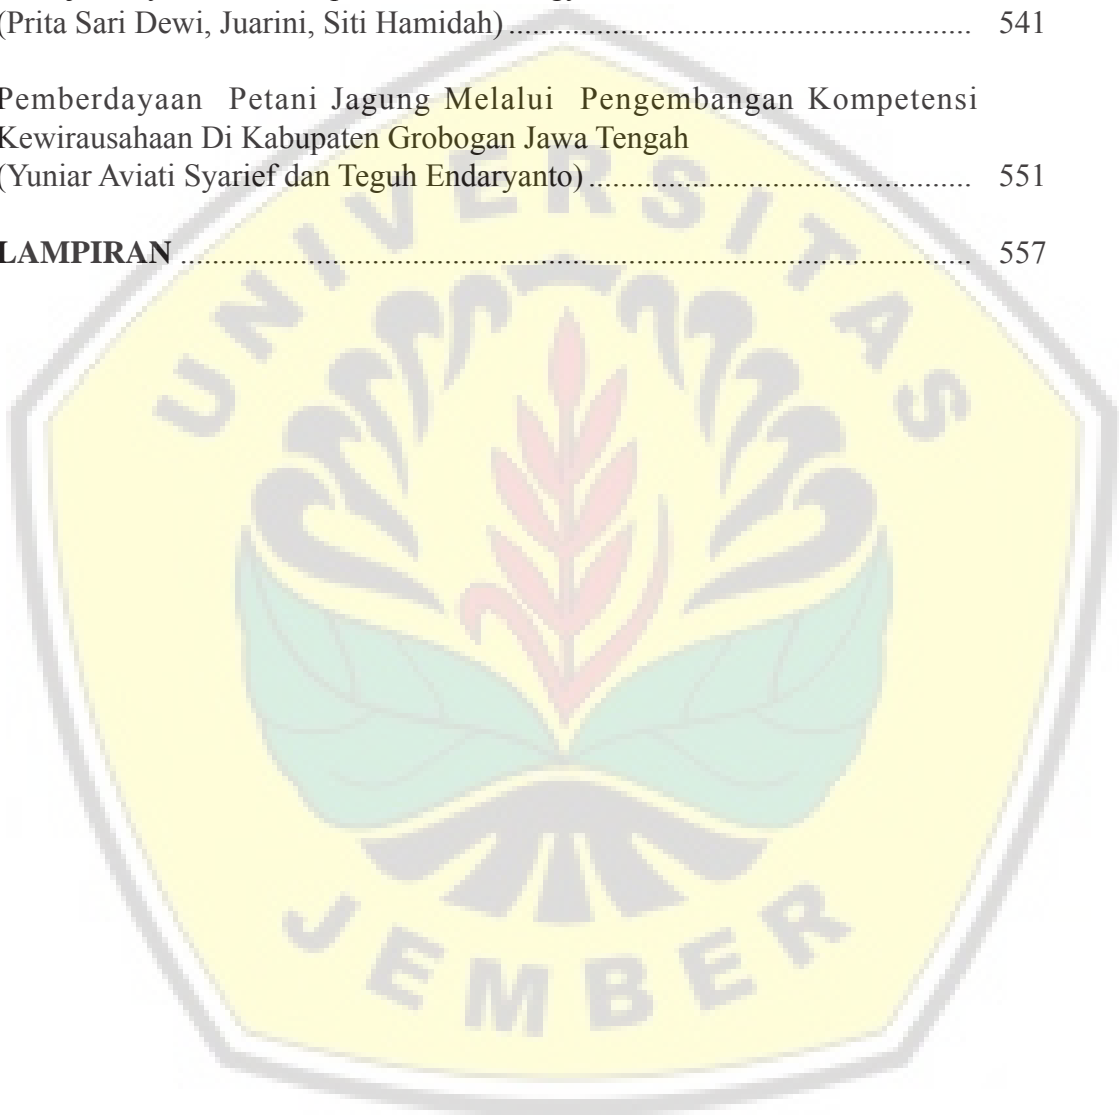 (Prita Sari Dewi, Juarini, Siti Hamidah) ........................................................... 541
Pemberdayaan Petani Jagung Melalui Pengembangan Kompetensi
Kewirausahaan Di Kabupaten Grobogan Jawa Tengah
(Yuniar Aviati Syarief dan Teguh Endaryanto) ................................................. 551
LAMPIRAN ..................................................................................................... 557
UNIVERSITAS
JEMBER